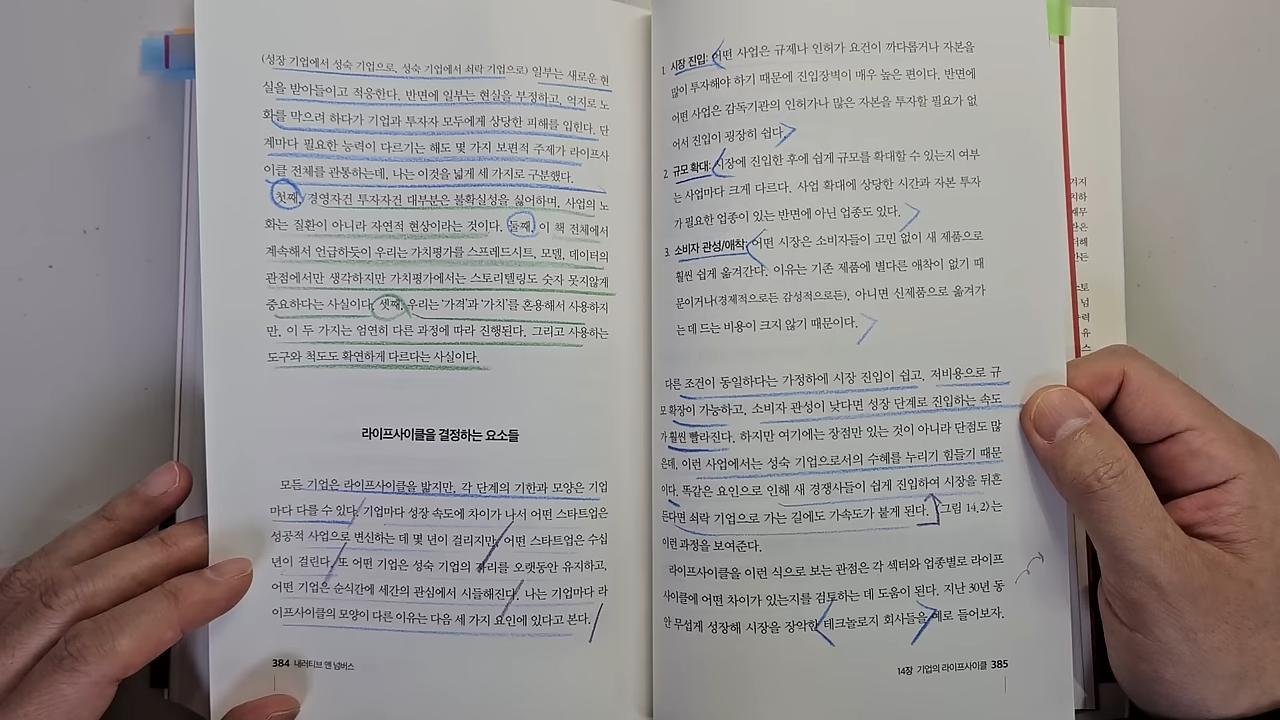 (성장 기업에서 성숙 기업으로, 성숙 기업에서 쇠락 기업으로) 일부는 새로운 현
실을 받아들이고 적응한다. 반면에 일부는 현실을 부정하고, 억지로 노
화를 막으려 하다가 기업과 투자자 모두에게 상당한 피해를 입힌다. 단
계마다 필요한 능력이 다르기는 해도 몇 가지 보편적 주제가 라이프사
이클 전체를 관통하는데, 나는 이것을 넓게 세 가지로 구분했다.
첫째, 경영자건 투자자건 대부분은 불확실성을 싫어하며, 사업의 노
화는 질환이 아니라 자연적 현상이라는 것이다. 둘째, 이 책 전체에서
계속해서 언급하듯이 우리는 가치평가를 스프레드시트, 모델, 데이터의
관점에서만 생각하지만 가치평가에서는 스토리텔링도 숫자 못지않게
중요하다는 사실이다. 셋째, 우리는 '가격'과 '가치'를 혼용해서 사용하지
만, 이 두 가지는 엄연히 다른 과정에 따라 진행된다. 그리고 사용하는
도구와 척도도 확연하게 다르다는 사실이다.
라이프사이클을 결정하는 요소들
모든 기업은 라이프사이클을 밟지만, 각 단계의 기한과 모양은 기업
마다 다를 수 있다. 기업마다 성장 속도에 차이가 나서 어떤 스타트업은
성공적 사업으로 변신하는 데 몇 년이 걸리지만, 어떤 스타트업은 수십
년이 걸린다. 또 어떤 기업은 성숙 기업의 자리를 오랫동안 유지하고,
어떤 기업은 순식간에 세간의 관심에서 시들해진다. 나는 기업마다 라
이프사이클의 모양이 다른 이유는 다음 세 가지 요인에 있다고 본다.
384 내러티브 앤 넘버스
1 시장 진입: 어떤 사업은 규제나 인허가 요건이 까다롭거나 자본을
많이 투자해야 하기 때문에 진입장벽이 매우 높은 편이다. 반면에
어떤 사업은 감독기관의 인허가나 많은 자본을 투자할 필요가 없
어서 진입이 굉장히 쉽다.
2 규모 확대: 시장에 진입한 후에 쉽게 규모를 확대할 수 있는지 여부
는 사업마다 크게 다르다. 사업 확대에 상당한 시간과 자본 투자
가 필요한 업종이 있는 반면에 아닌 업종도 있다.
3 소비자 관성/애착: 어떤 시장은 소비자들이 고민 없이 새 제품으로
훨씬 쉽게 옮겨간다. 이유는 기존 제품에 별다른 애착이 없기 때
문이거나(경제적으로든 감성적으로든), 아니면 신제품으로 옮겨가
는 데 드는 비용이 크지 않기 때문이다.
다른 조건이 동일하다는 가정하에 시장 진입이 쉽고, 저비용으로 규
모 확장이 가능하고, 소비자 관성이 낮다면 성장 단계로 진입하는 속도
가 훨씬 빨라진다. 하지만 여기에는 장점만 있는 것이 아니라 단점도 많
은데, 이런 사업에서는 성숙 기업으로서의 수혜를 누리기 힘들기 때문
이다. 똑같은 요인으로 인해 새 경쟁사들이 쉽게 진입하여 시장을 뒤흔
든다면 쇠락 기업으로 가는 길에도 가속도가 붙게 된다. (그림 14.2)는
이런 과정을 보여준다.
라이프사이클을 이런 식으로 보는 관점은 각 섹터와 업종별로 라이프
사이클에 어떤 차이가 있는지를 검토하는 데 도움이 된다. 지난 30년 동
안 무섭게 성장해 시장을 장악한 테크놀로지 회사들을 예로 들어보자.
14장 기업의 라이프사이클 385